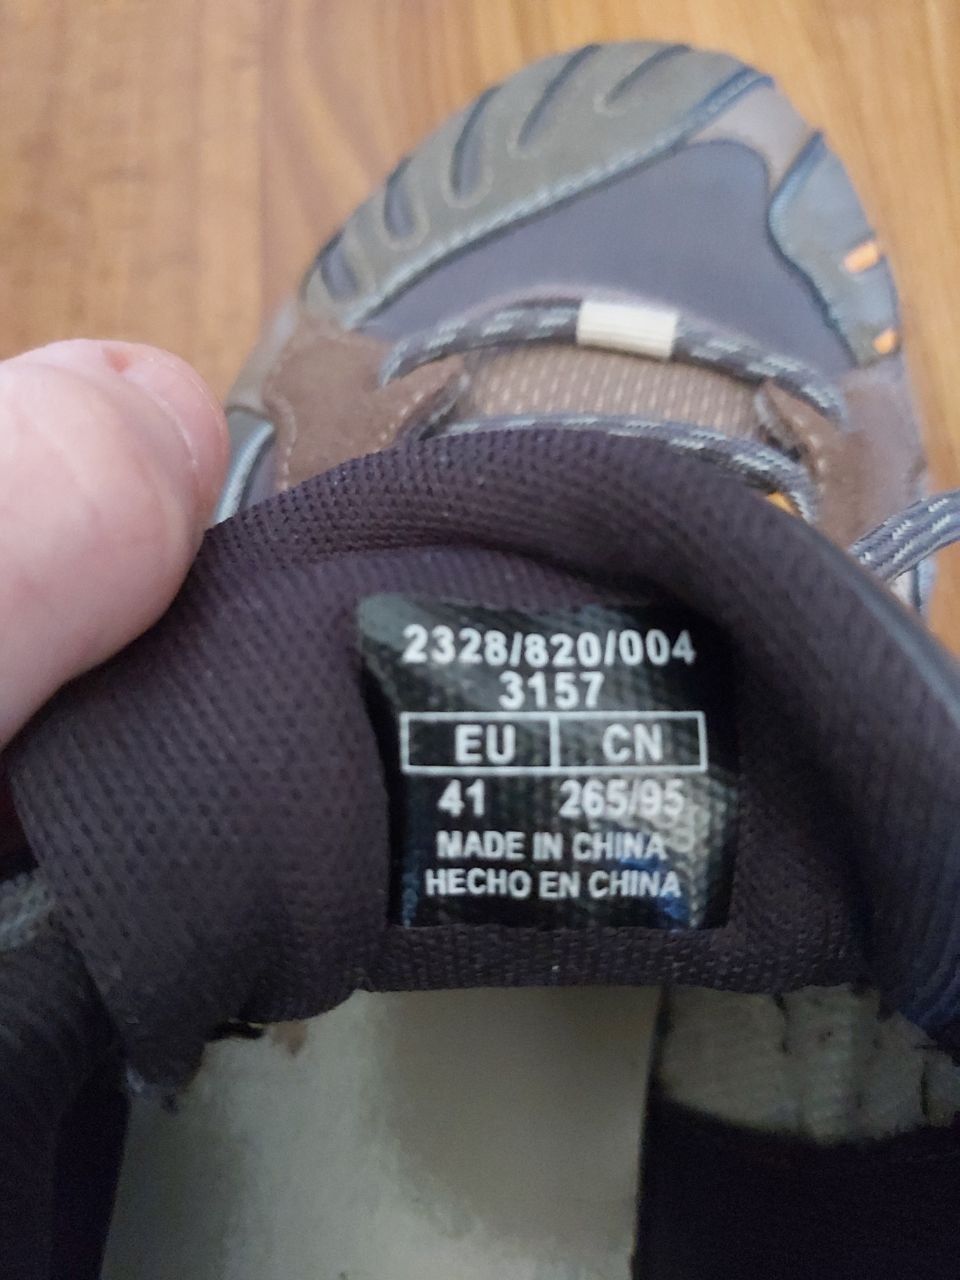 2328/820/004
3157
EU CN
41 265/95
MADE IN CHINA
HECHO EN CHINA